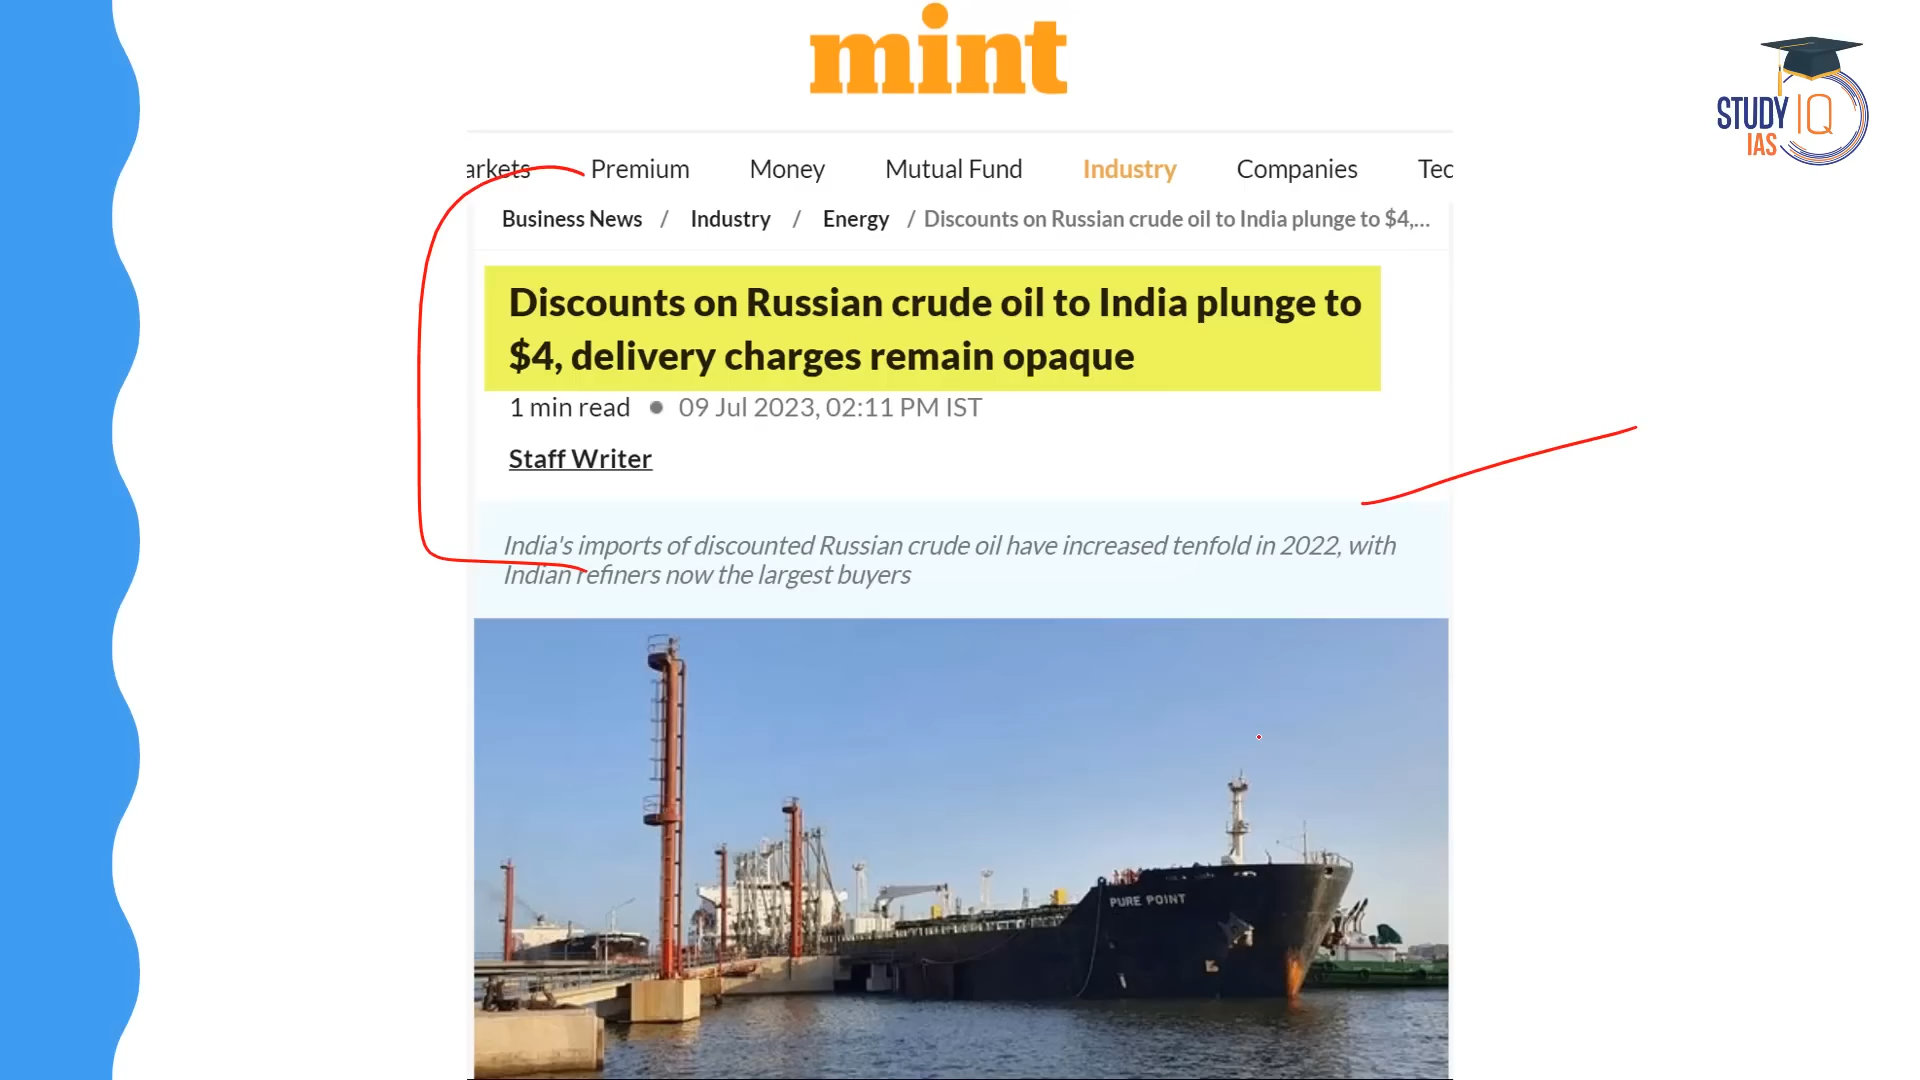 mint
STUDY IQ
IAS
arkets Premium Money Mutual Fund Industry Companies Tec
Business News / Industry / Energy / Discounts on Russian crude oil to India plunge to $4,...
Discounts on Russian crude oil to India plunge to
$4, delivery charges remain opaque
1 min read • 09 Jul 2023, 02:11 PM IST
Staff Writer
India's imports of discounted Russian crude oil have increased tenfold in 2022, with
Indian refiners now the largest buyers
PURE POINT